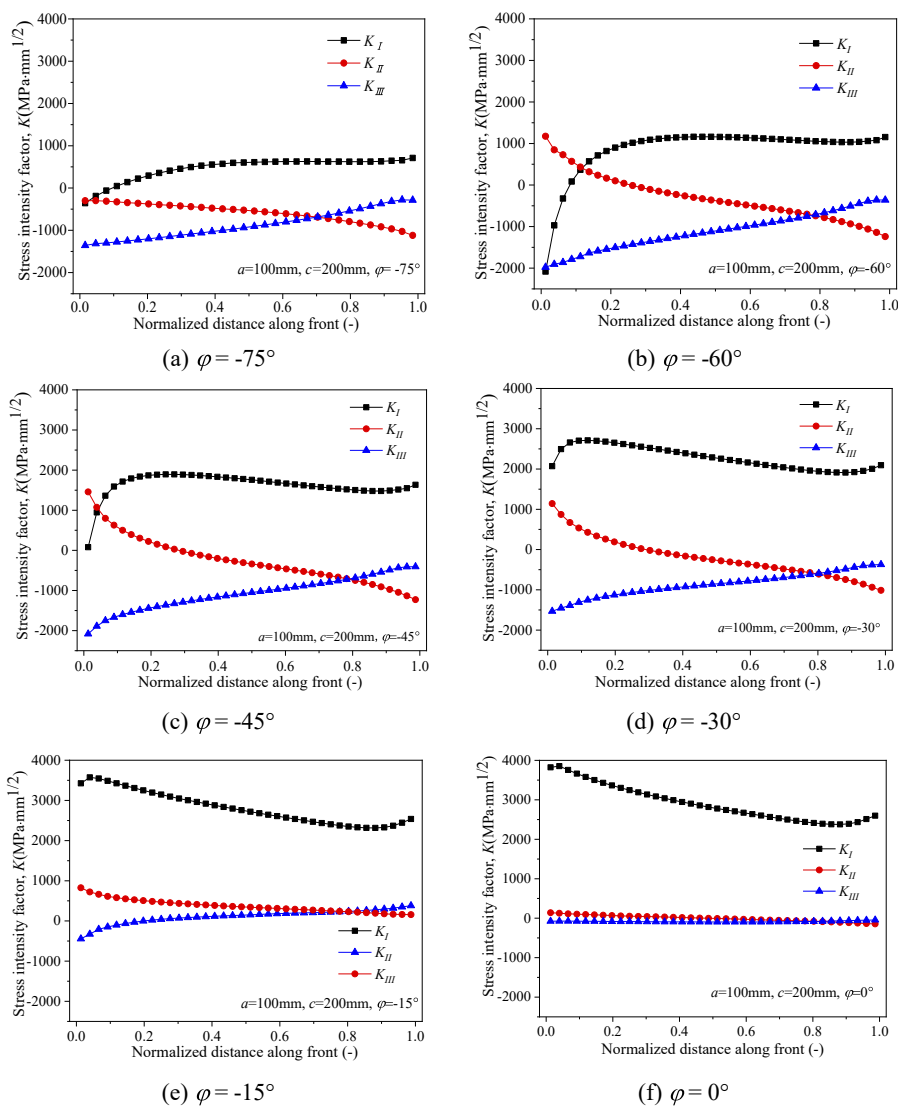 4000
3000
2000
1000
0
-1000
-2000
Stress intensity factor, K(MPa·mm1/2)
K I
K II
K III
a=100mm, c=200mm, φ= -75°
0.0 0.2 0.4 0.6 0.8 1.0
Normalized distance along front (-)
(a) φ = -75°
4000
3000
2000
1000
0
-1000
-2000
Stress intensity factor, K(MPa·mm1/2)
KI
KII
KIII
a=100mm, c=200mm, φ=-60°
0.0 0.2 0.4 0.6 0.8 1.0
Normalized distance along front (-)
(b) φ = -60°
4000
3000
2000
1000
0
-1000
-2000
Stress intensity factor, K(MPa·mm1/2)
KI
KII
KIII
a=100mm, c=200mm, φ=-45°
0.0 0.2 0.4 0.6 0.8 1.0
Normalized distance along front (-)
(c) φ = -45°
4000
3000
2000
1000
0
-1000
-2000
Stress intensity factor, K(MPa·mm1/2)
KI
KII
KIII
a=100mm, c=200mm, φ=-30°
0.0 0.2 0.4 0.6 0.8 1.0
Normalized distance along front (-)
(d) φ = -30°
4000
3000
2000
1000
0
-1000
-2000
Stress intensity factor, K(MPa·mm1/2)
KI
KII
KIII
a=100mm, c=200mm, φ=-15°
0.0 0.2 0.4 0.6 0.8 1.0
Normalized distance along front (-)
(e) φ = -15°
4000
3000
2000
1000
0
-1000
-2000
Stress intensity factor, K(MPa·mm1/2)
KI
KII
KIII
a=100mm, c=200mm, φ=0°
0.0 0.2 0.4 0.6 0.8 1.0
Normalized distance along front (-)
(f) φ = 0°